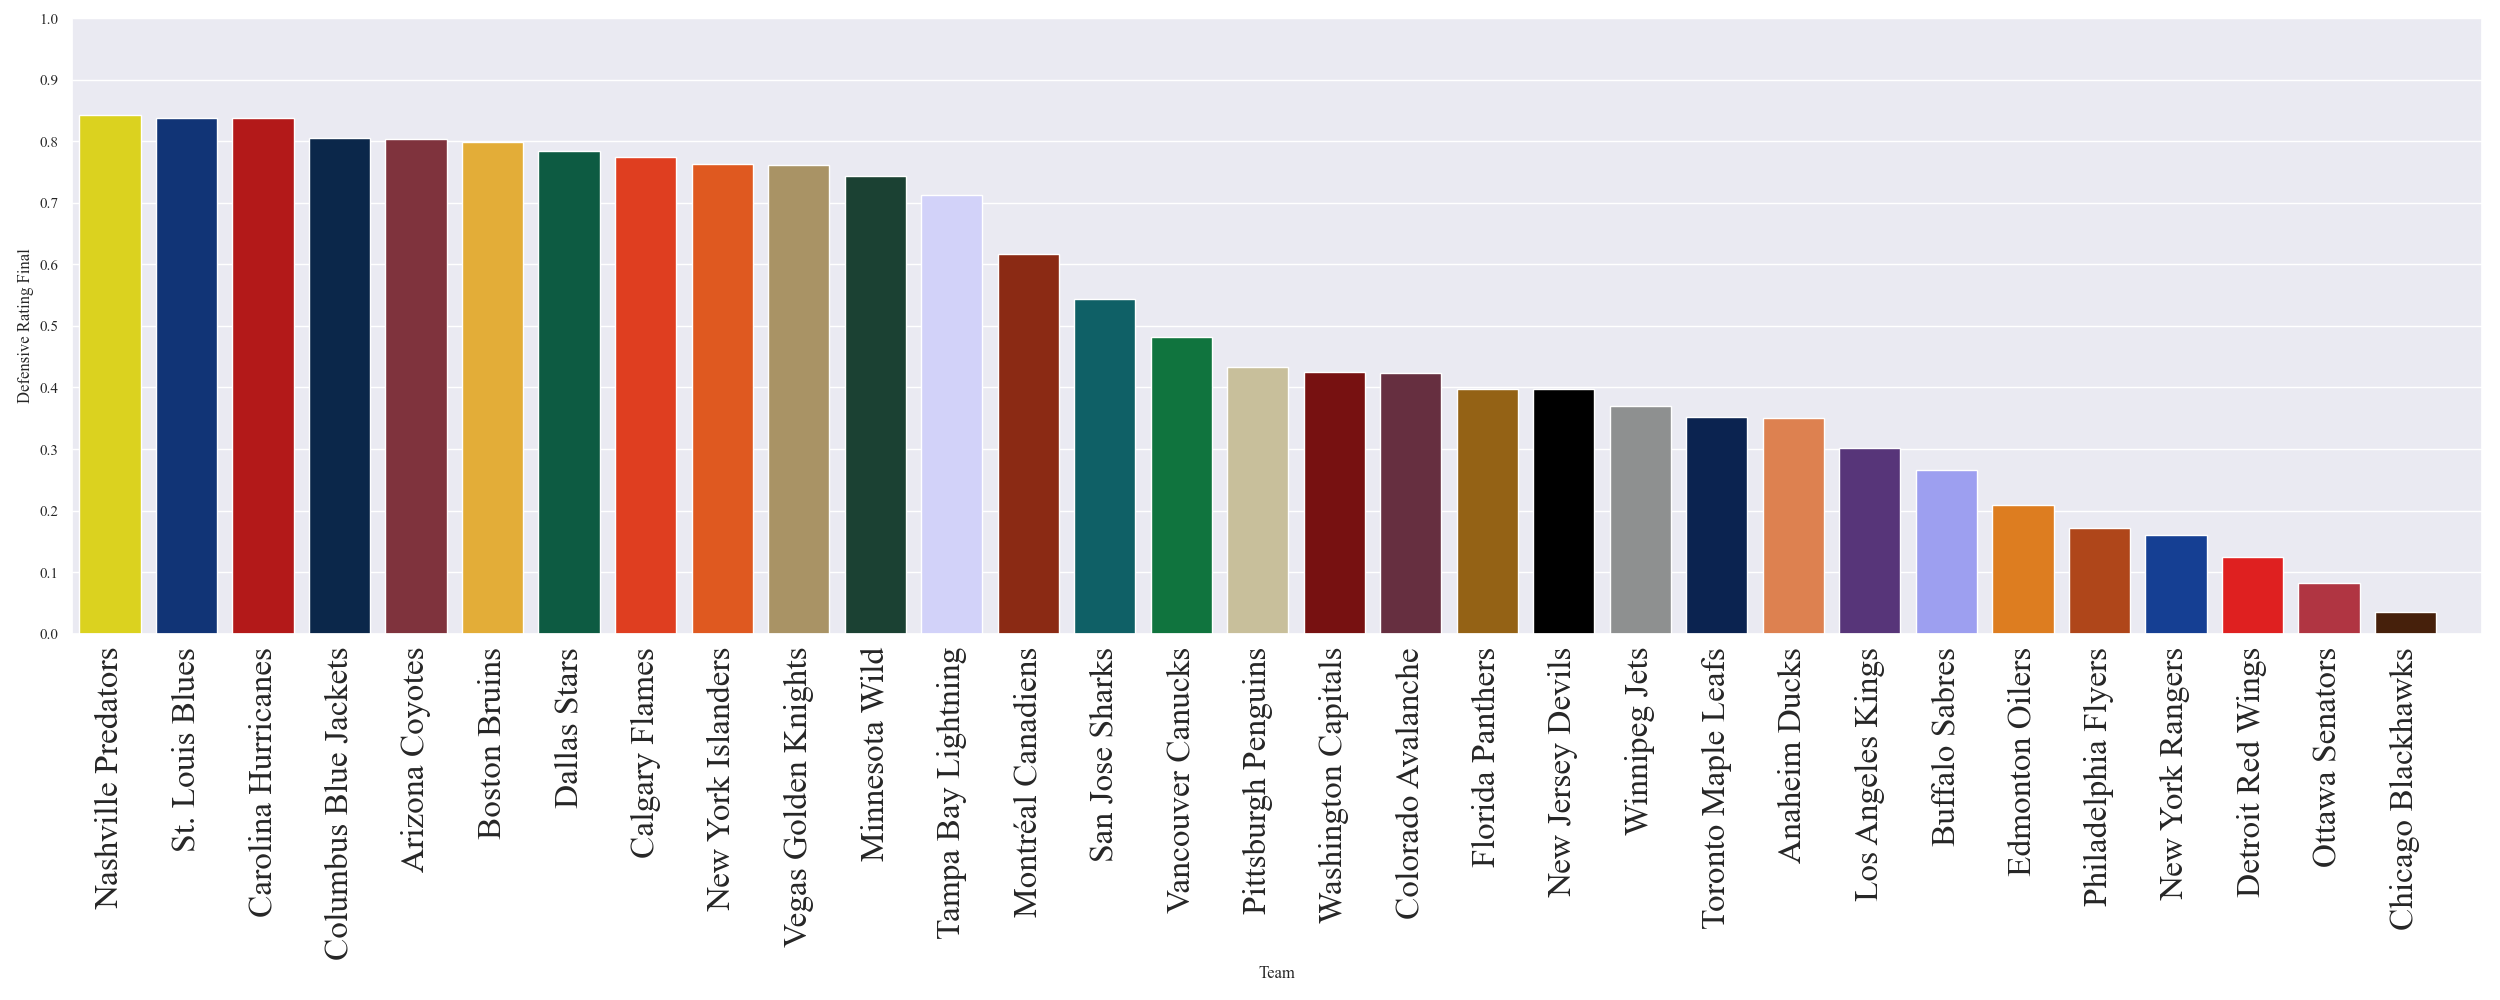 1.0
0.9
0.8
0.7
0.6
0.5
0.4
0.3
0.2
0.1
0.0
Defensive Rating Final
Nashville Predators
St. Louis Blues
Carolina Hurricanes
Columbus Blue Jackets
Arizona Coyotes
Boston Bruins
Dallas Stars
Calgary Flames
New York Islanders
Vegas Golden Knights
Minnesota Wild
Tampa Bay Lightning
Montréal Canadiens
San Jose Sharks
Vancouver Canucks
Pittsburgh Penguins
Washington Capitals
Colorado Avalanche
Florida Panthers
New Jersey Devils
Winnipeg Jets
Toronto Maple Leafs
Anaheim Ducks
Los Angeles Kings
Buffalo Sabres
Edmonton Oilers
Philadelphia Flyers
New York Rangers
Detroit Red Wings
Ottawa Senators
Chicago Blackhawks
Team